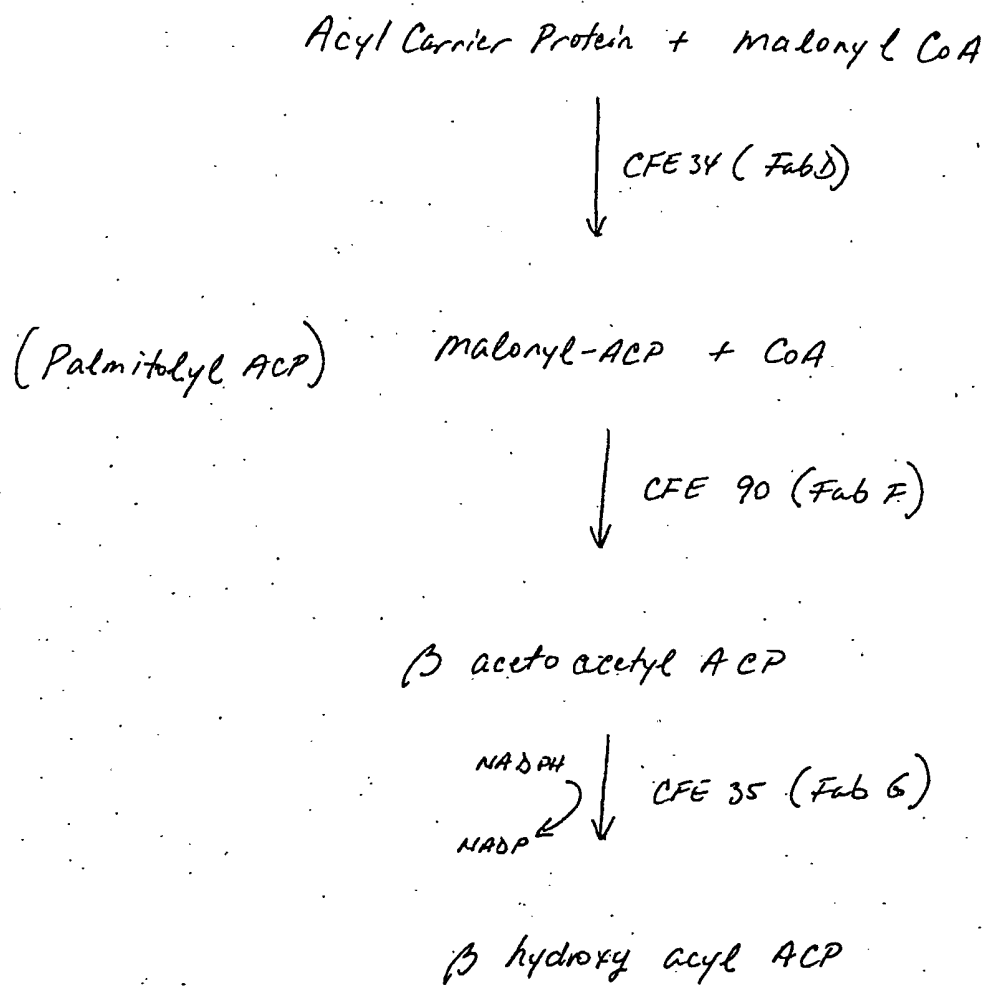 Acyl Carrier Protein + malonyl CoA
CFE 34 (FabD)
(Palmitolyl ACP) malonyl-ACP + CoA
CFE 90 (Fab F)
β aceto acetyl ACP
NADPH
CFE 35 (Fab G)
NADP
β hydroxy acyl ACP